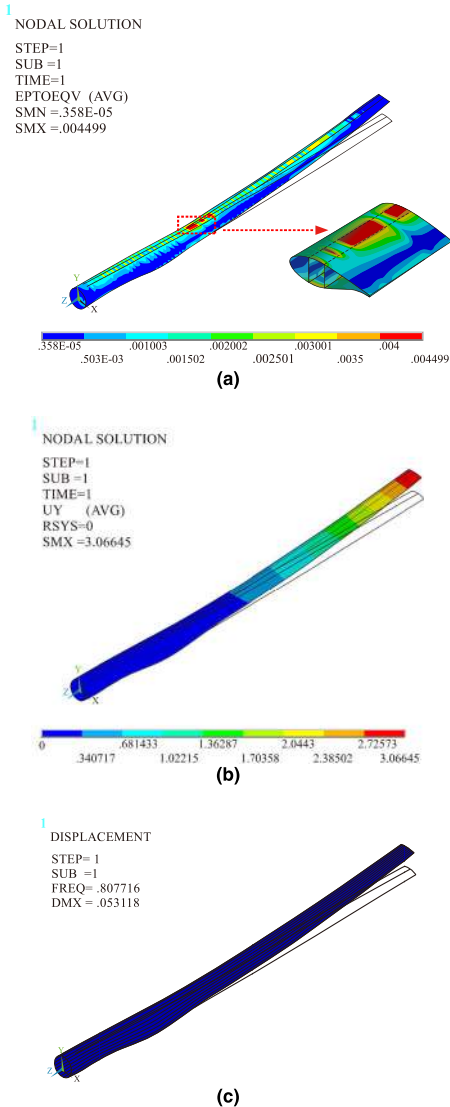 1
NODAL SOLUTION
STEP=1
SUB =1
TIME=1
EPTOEQV (AVG)
SMN =.358E-05
SMX =.004499
Y
Z
X
.358E-05 .001003 .002002 .003001 .004
.503E-03 .001502 .002501 .0035 .004499
(a)
1
NODAL SOLUTION
STEP=1
SUB =1
TIME=1
UY (AVG)
RSYS=0
SMX =3.06645
Y
Z
X
0 .681433 1.36287 2.0443 2.72573
.340717 1.02215 1.70358 2.38502 3.06645
(b)
1
DISPLACEMENT
STEP= 1
SUB =1
FREQ= .807716
DMX = .053118
Y
Z
X
(c)